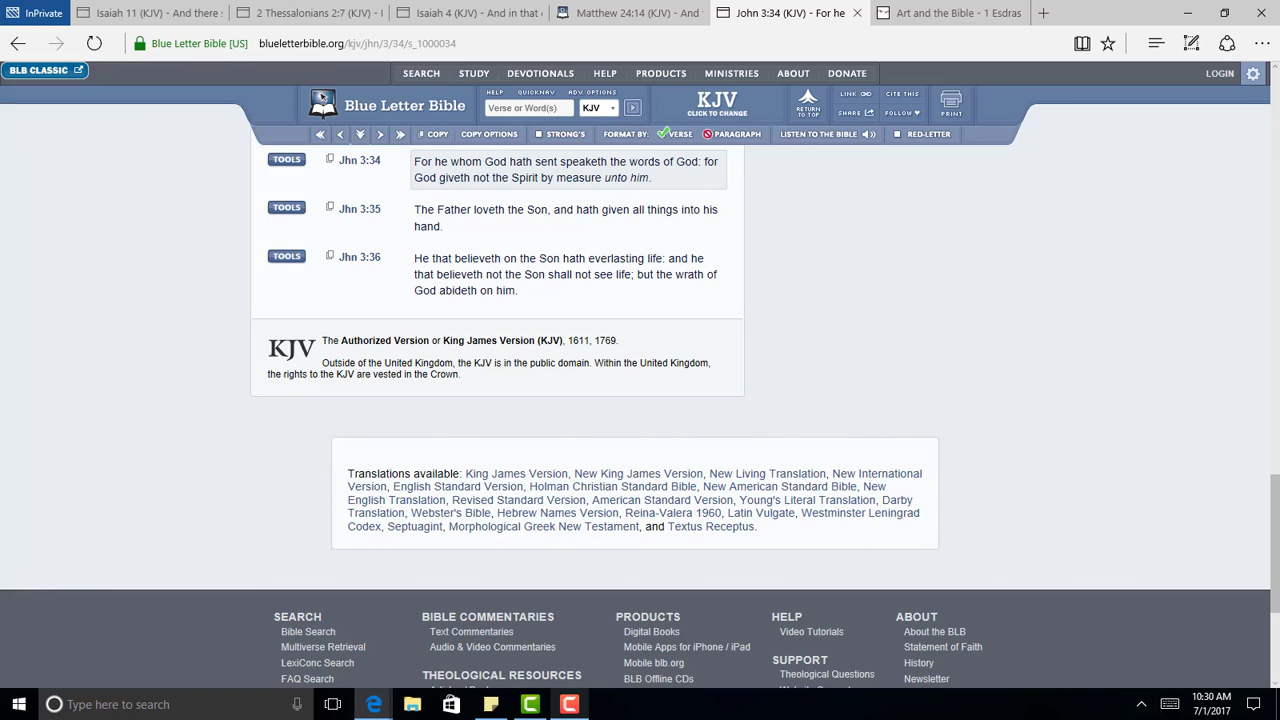 InPrivate
Isaiah 11 (KJV) - And there s
2 Thessalonians 2:7 (KJV) - I
Isaiah 4 (KJV) - And in that d
Matthew 24:14 (KJV) - And
John 3:34 (KJV) - For he
Art and the Bible - 1 Esdras
Blue Letter Bible [US]
blueletterbible.org/kjv/jhn/3/34/s_1000034
BLB CLASSIC
SEARCH STUDY DEVOTIONALS HELP PRODUCTS MINISTRIES ABOUT DONATE
LOGIN
Blue Letter Bible
HELP QUICKNAV ADV. OPTIONS
Verse or Word(s)
KJV
KJV
CLICK TO CHANGE
RETURN
TO TOP
LINK CITE THIS
SHARE FOLLOW
PRINT
COPY COPY OPTIONS STRONG'S FORMAT BY: VERSE PARAGRAPH LISTEN TO THE BIBLE RED-LETTER
TOOLS Jhn 3:34 For he whom God hath sent speaketh the words of God: for
God giveth not the Spirit by measure unto him.
TOOLS Jhn 3:35 The Father loveth the Son, and hath given all things into his
hand.
TOOLS Jhn 3:36 He that believeth on the Son hath everlasting life: and he
that believeth not the Son shall not see life; but the wrath of
God abideth on him.
KJV The Authorized Version or King James Version (KJV), 1611, 1769.
Outside of the United Kingdom, the KJV is in the public domain. Within the United Kingdom,
the rights to the KJV are vested in the Crown.
Translations available: King James Version, New King James Version, New Living Translation, New International
Version, English Standard Version, Holman Christian Standard Bible, New American Standard Bible, New
English Translation, Revised Standard Version, American Standard Version, Young's Literal Translation, Darby
Translation, Webster's Bible, Hebrew Names Version, Reina-Valera 1960, Latin Vulgate, Westminster Leningrad
Codex, Septuagint, Morphological Greek New Testament, and Textus Receptus.
SEARCH
Bible Search
Multiverse Retrieval
LexiConc Search
FAQ Search
BIBLE COMMENTARIES
Text Commentaries
Audio & Video Commentaries
THEOLOGICAL RESOURCES
PRODUCTS
Digital Books
Mobile Apps for iPhone / iPad
Mobile blb.org
BLB Offline CDs
HELP
Video Tutorials
SUPPORT
Theological Questions
ABOUT
About the BLB
Statement of Faith
History
Newsletter
Type here to search
10:30 AM
7/1/2017